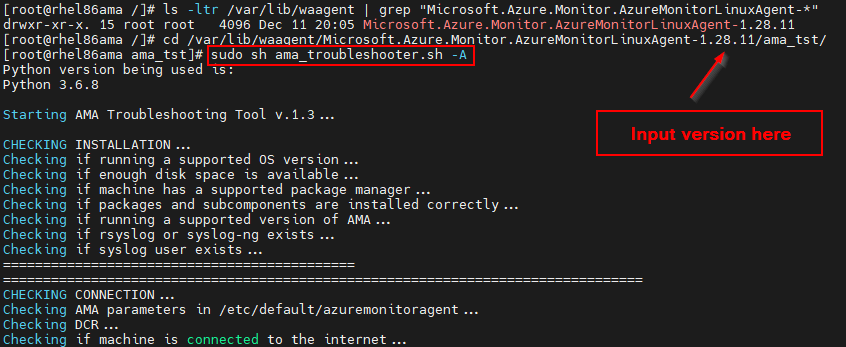 [root@rhel86ama /]# ls -ltr /var/lib/waagent | grep "Microsoft.Azure.Monitor.AzureMonitorLinuxAgent-*"
drwxr-xr-x. 15 root root   4096 Dec 11 20:05 Microsoft.Azure.Monitor.AzureMonitorLinuxAgent-1.28.11
[root@rhel86ama /]# cd /var/lib/waagent/Microsoft.Azure.Monitor.AzureMonitorLinuxAgent-1.28.11/ama_tst/
[root@rhel86ama ama_tst]# sudo sh ama_troubleshooter.sh -A
Python version being used is:
Python 3.6.8
Starting AMA Troubleshooting Tool v.1.3...
Input version here
CHECKING INSTALLATION...
Checking if running a supported OS version...
Checking if enough disk space is available...
Checking if machine has a supported package manager...
Checking if packages and subcomponents are installed correctly...
Checking if running a supported version of AMA...
Checking if rsyslog or syslog-ng exists...
Checking if syslog user exists...
============================================
================================================================================
CHECKING CONNECTION...
Checking AMA parameters in /etc/default/azuremonitoragent...
Checking DCR...
Checking if machine is connected to the internet...